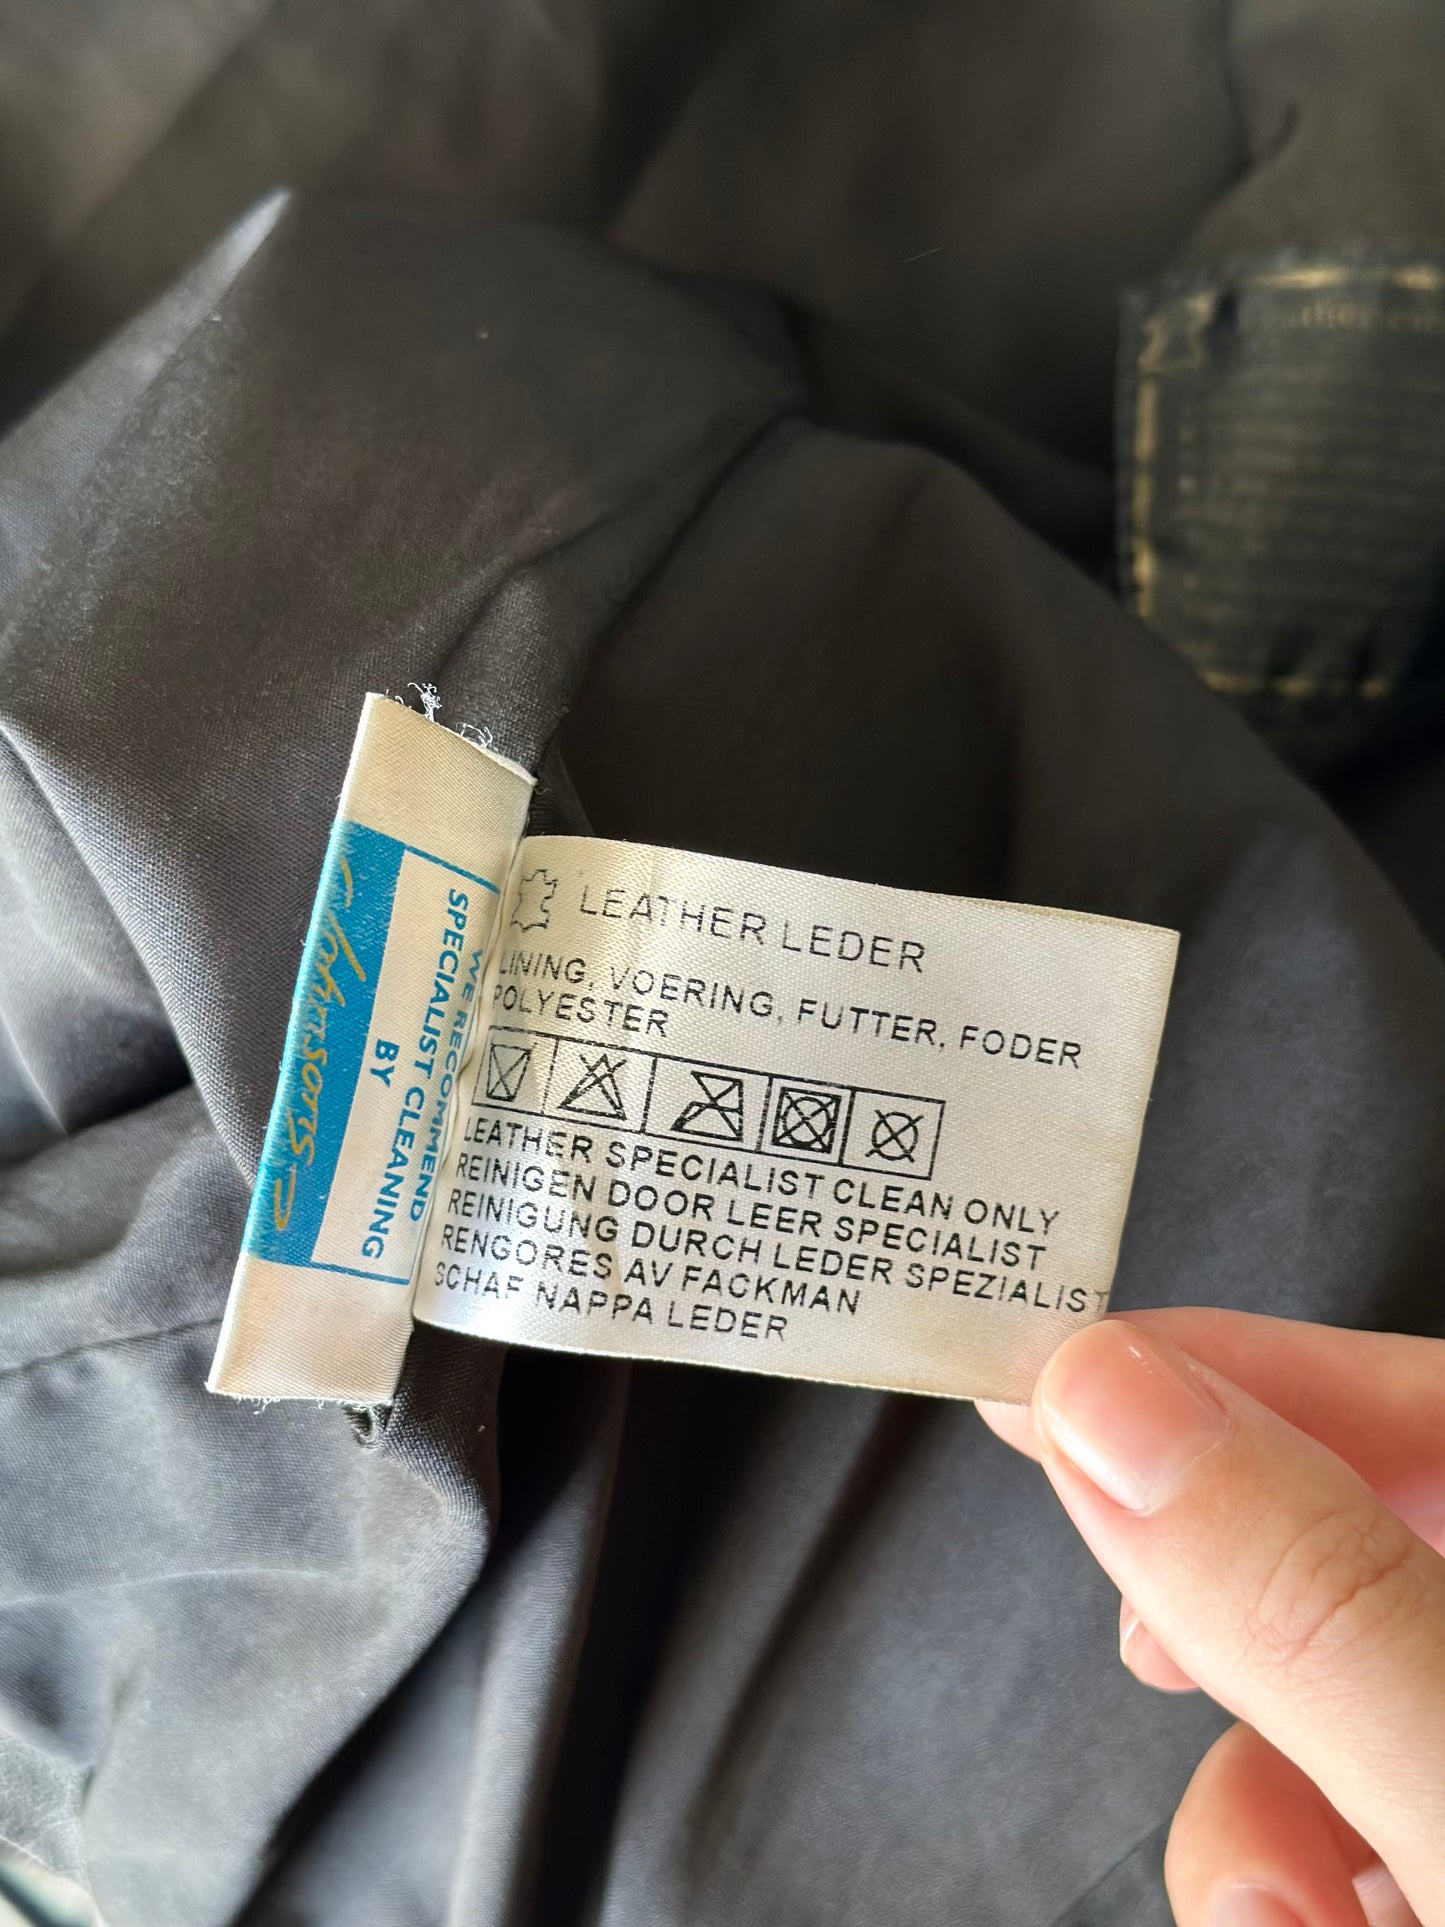 LEATHER LEDER
LINING, VOERING, FUTTER, FODER
POLYESTER
LEATHER SPECIALIST CLEAN ONLY
REINIGEN DOOR LEER SPECIALIST
REINIGUNG DURCH LEDER SPEZIALIST
RENGORES AV FACKMAN
SCHAF NAPPA LEDER
WE RECOMMEND
SPECIALIST CLEANING
BY